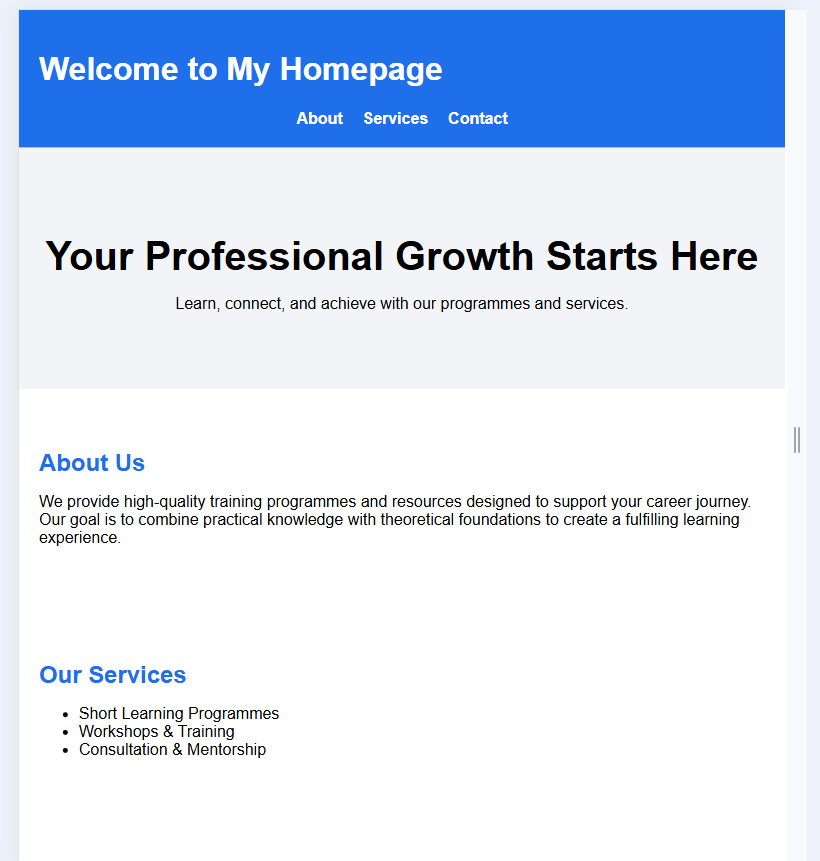 Welcome to My Homepage
About Services Contact
Your Professional Growth Starts Here
Learn, connect, and achieve with our programmes and services.
About Us
We provide high-quality training programmes and resources designed to support your career journey.
Our goal is to combine practical knowledge with theoretical foundations to create a fulfilling learning
experience.
Our Services
• Short Learning Programmes
• Workshops & Training
• Consultation & Mentorship